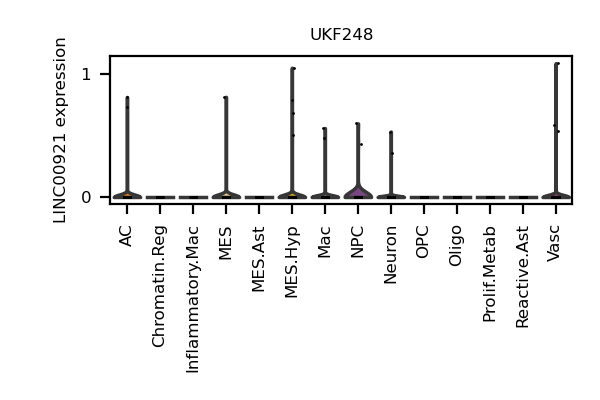 UKF248
LINC00921 expression
1
0
AC
Chromatin.Reg
Inflammatory.Mac
MES
MES.Ast
MES.Hyp
Mac
NPC
Neuron
OPC
Oligo
Prolif.Metab
Reactive.Ast
Vasc